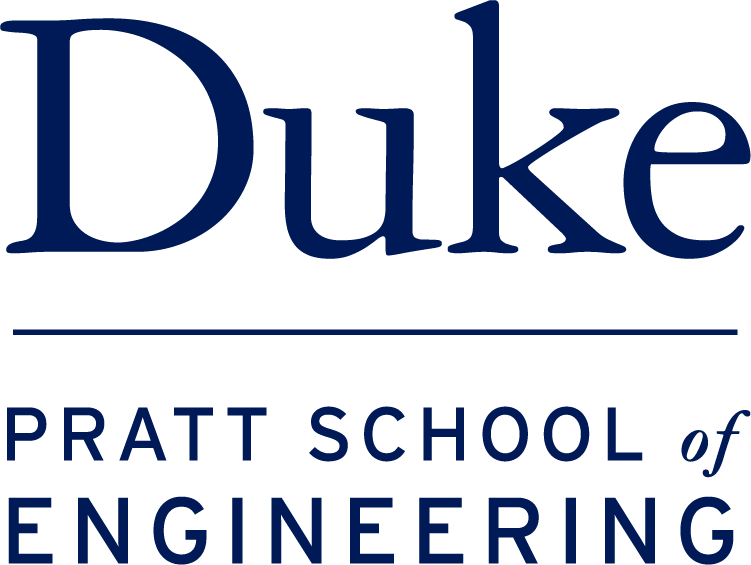 Duke
PRATT SCHOOL of
ENGINEERING